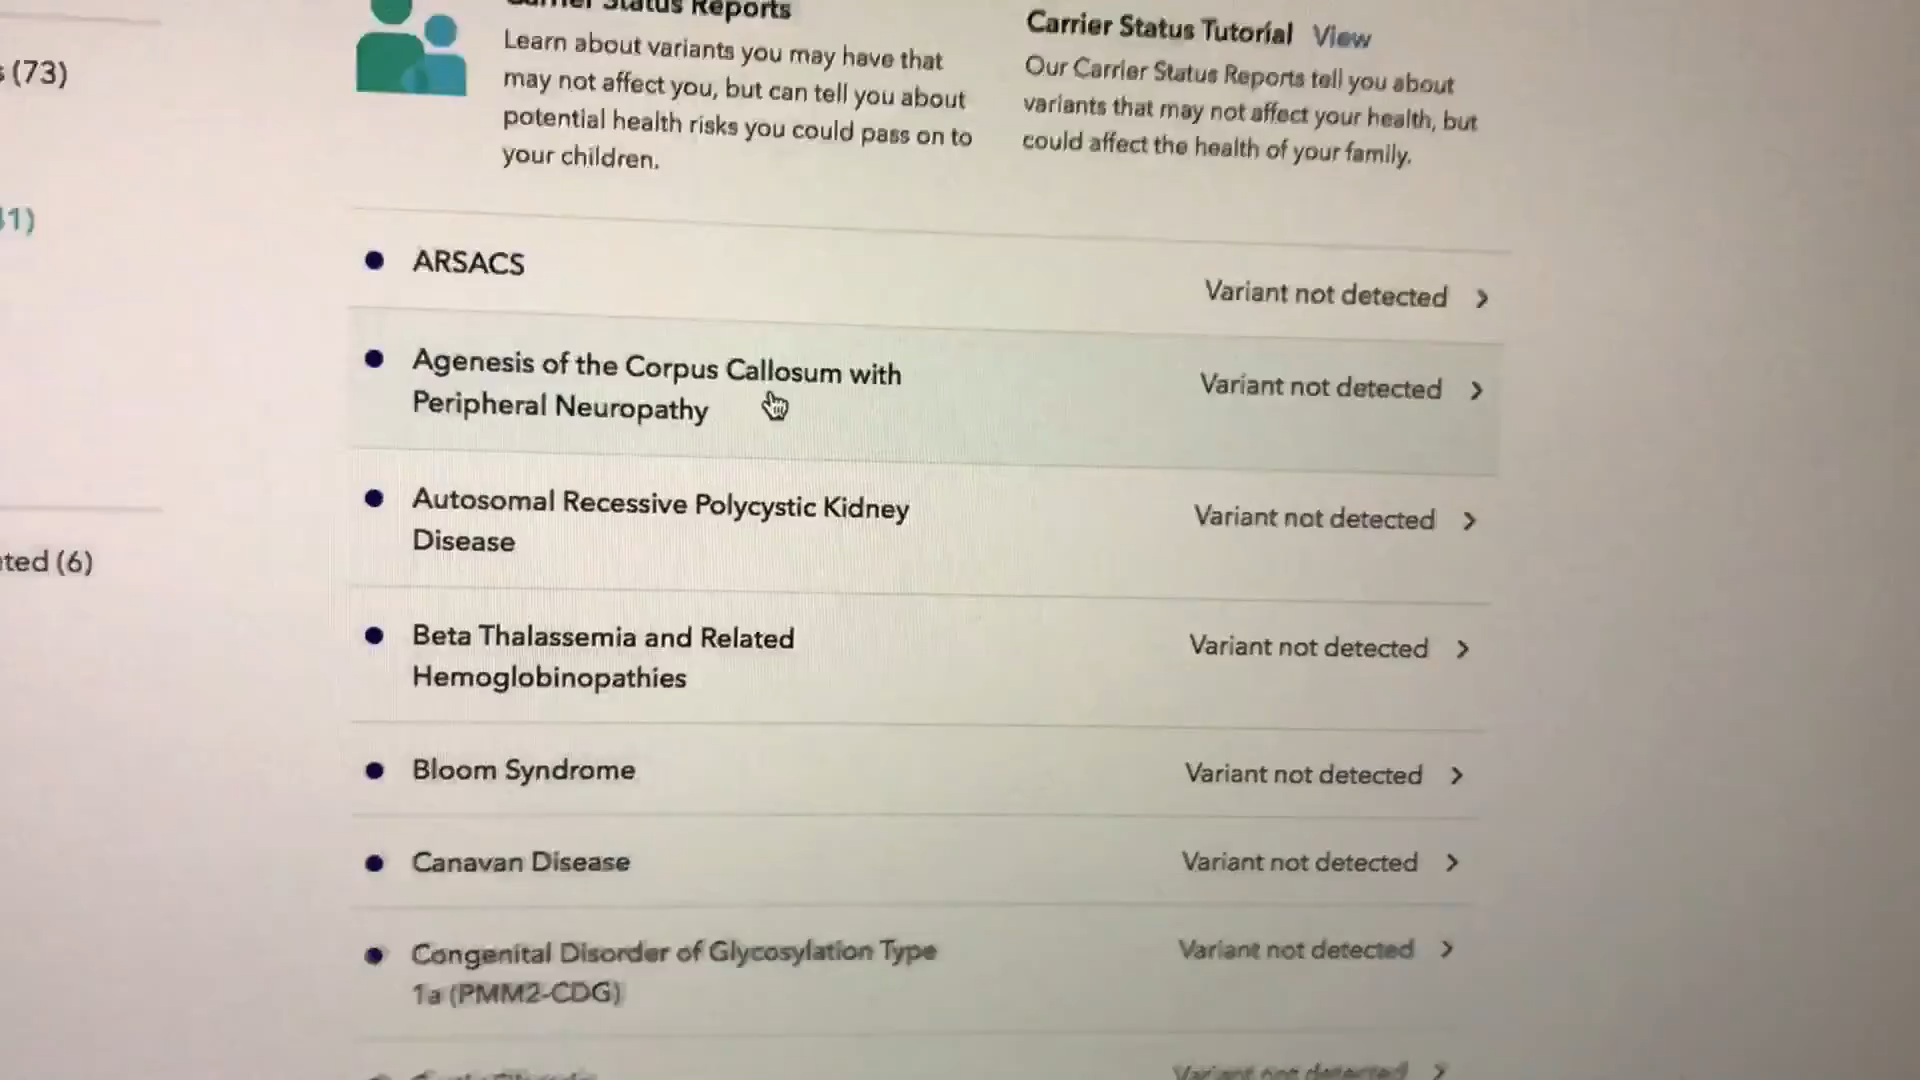 Carrier Status Reports
Learn about variants you may have that
may not affect you, but can tell you about
potential health risks you could pass on to
your children.
Carrier Status Tutorial View
Our Carrier Status Reports tell you about
variants that may not affect your health, but
could affect the health of your family.
(73)
ARSACS
Variant not detected
Agenesis of the Corpus Callosum with
Peripheral Neuropathy
Variant not detected
Autosomal Recessive Polycystic Kidney
Disease
Variant not detected
(6)
Beta Thalassemia and Related
Hemoglobinopathies
Variant not detected
Bloom Syndrome
Variant not detected
Canavan Disease
Variant not detected
Congenital Disorder of Glycosylation Type
1a (PMM2-CDG)
Variant not detected
Variant not detected